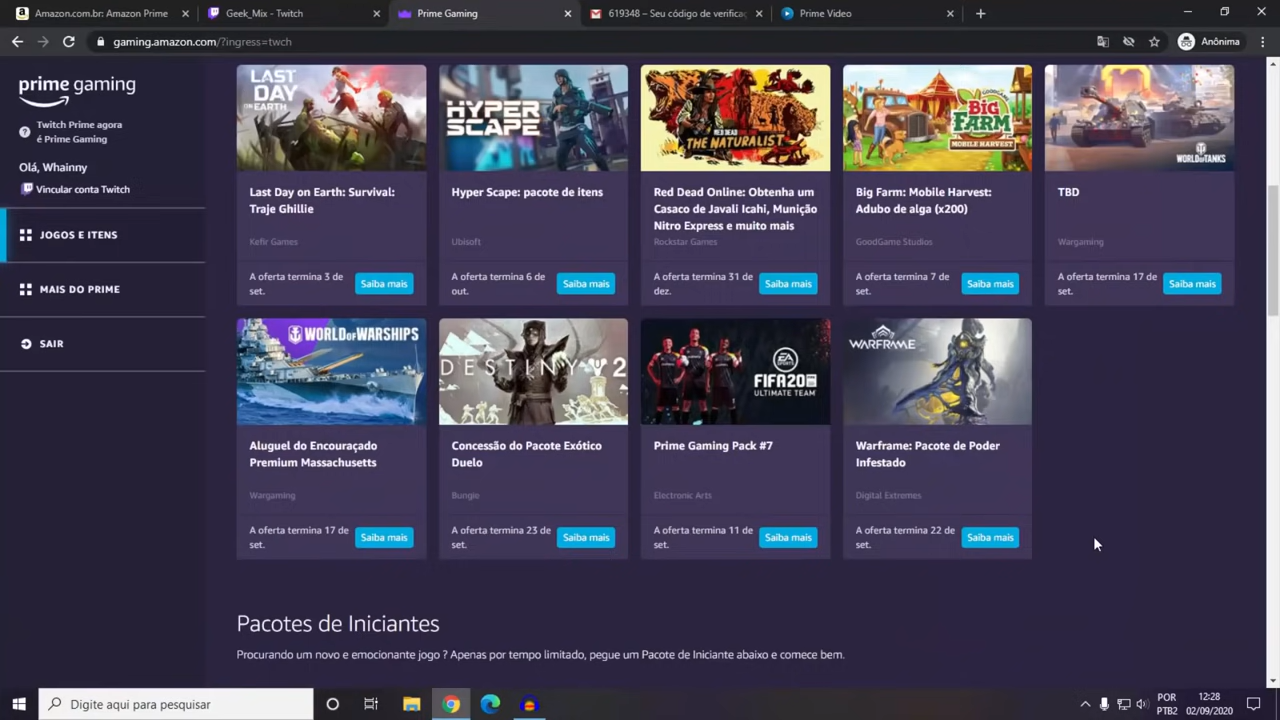 Amazon.com.br: Amazon Prime
Geek_Mix - Twitch
Prime Gaming
619348 – Seu código de verificaç
Prime Video
gaming.amazon.com/?ingress=twch
Anônima
prime gaming
Twitch Prime agora
é Prime Gaming
Olá, Whainny
Vincular conta Twitch
JOGOS E ITENS
MAIS DO PRIME
SAIR
LAST
DAY
ON EARTH
HYPER
SCAPE
RED DEAD ONLINE
THE NATURALIST
GOODGAME
BIG
FARM
MOBILE HARVEST
WORLD OF TANKS
Last Day on Earth: Survival:
Traje Ghillie
Kefir Games
A oferta termina 3 de
set.
Saiba mais
Hyper Scape: pacote de itens
Ubisoft
A oferta termina 6 de
out.
Saiba mais
Red Dead Online: Obtenha um
Casaco de Javali Icahi, Munição
Nitro Express e muito mais
Rockstar Games
A oferta termina 31 de
dez.
Saiba mais
Big Farm: Mobile Harvest:
Adubo de alga (x200)
GoodGame Studios
A oferta termina 7 de
set.
Saiba mais
TBD
Wargaming
A oferta termina 17 de
set.
Saiba mais
WORLD OF WARSHIPS
DESTINY 2
EA
SPORTS
FIFA20
ULTIMATE TEAM
WARFRAME
Aluguel do Encouraçado
Premium Massachusetts
Wargaming
A oferta termina 17 de
set.
Saiba mais
Concessão do Pacote Exótico
Duelo
Bungie
A oferta termina 23 de
set.
Saiba mais
Prime Gaming Pack #7
Electronic Arts
A oferta termina 11 de
set.
Saiba mais
Warframe: Pacote de Poder
Infestado
Digital Extremes
A oferta termina 22 de
set.
Saiba mais
Pacotes de Iniciantes
Procurando um novo e emocionante jogo ? Apenas por tempo limitado, pegue um Pacote de Iniciante abaixo e comece bem.
Digite aqui para pesquisar
POR
PTB2
12:28
02/09/2020